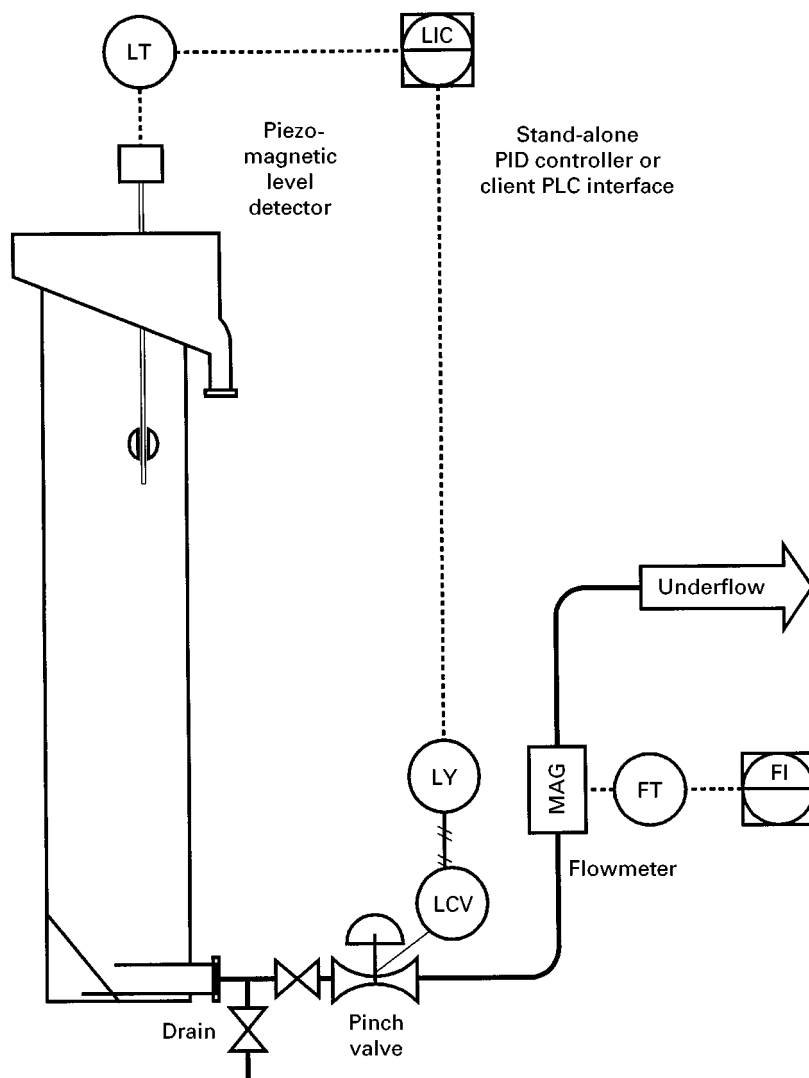 LT
LIC
Piezo-
magnetic
level
detector
Stand-alone
PID controller or
client PLC interface
Underflow
LY
MAG
FT
FI
Flowmeter
LCV
Drain
Pinch
valve